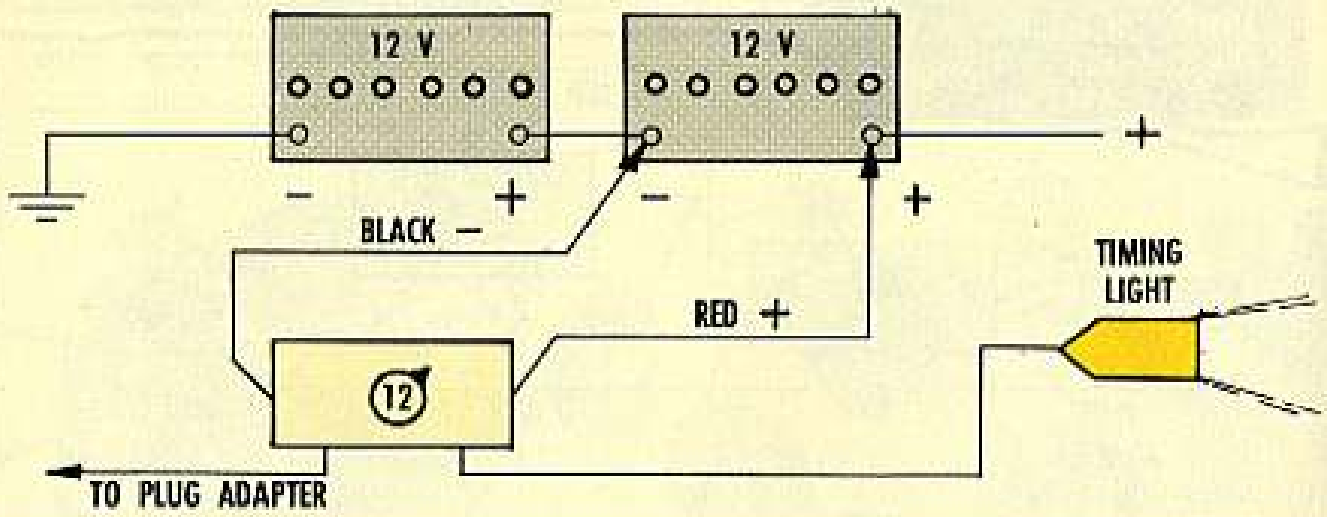 12 V 12 V
- + - +
+
BLACK -
RED +
TIMING
LIGHT
12
TO PLUG ADAPTER